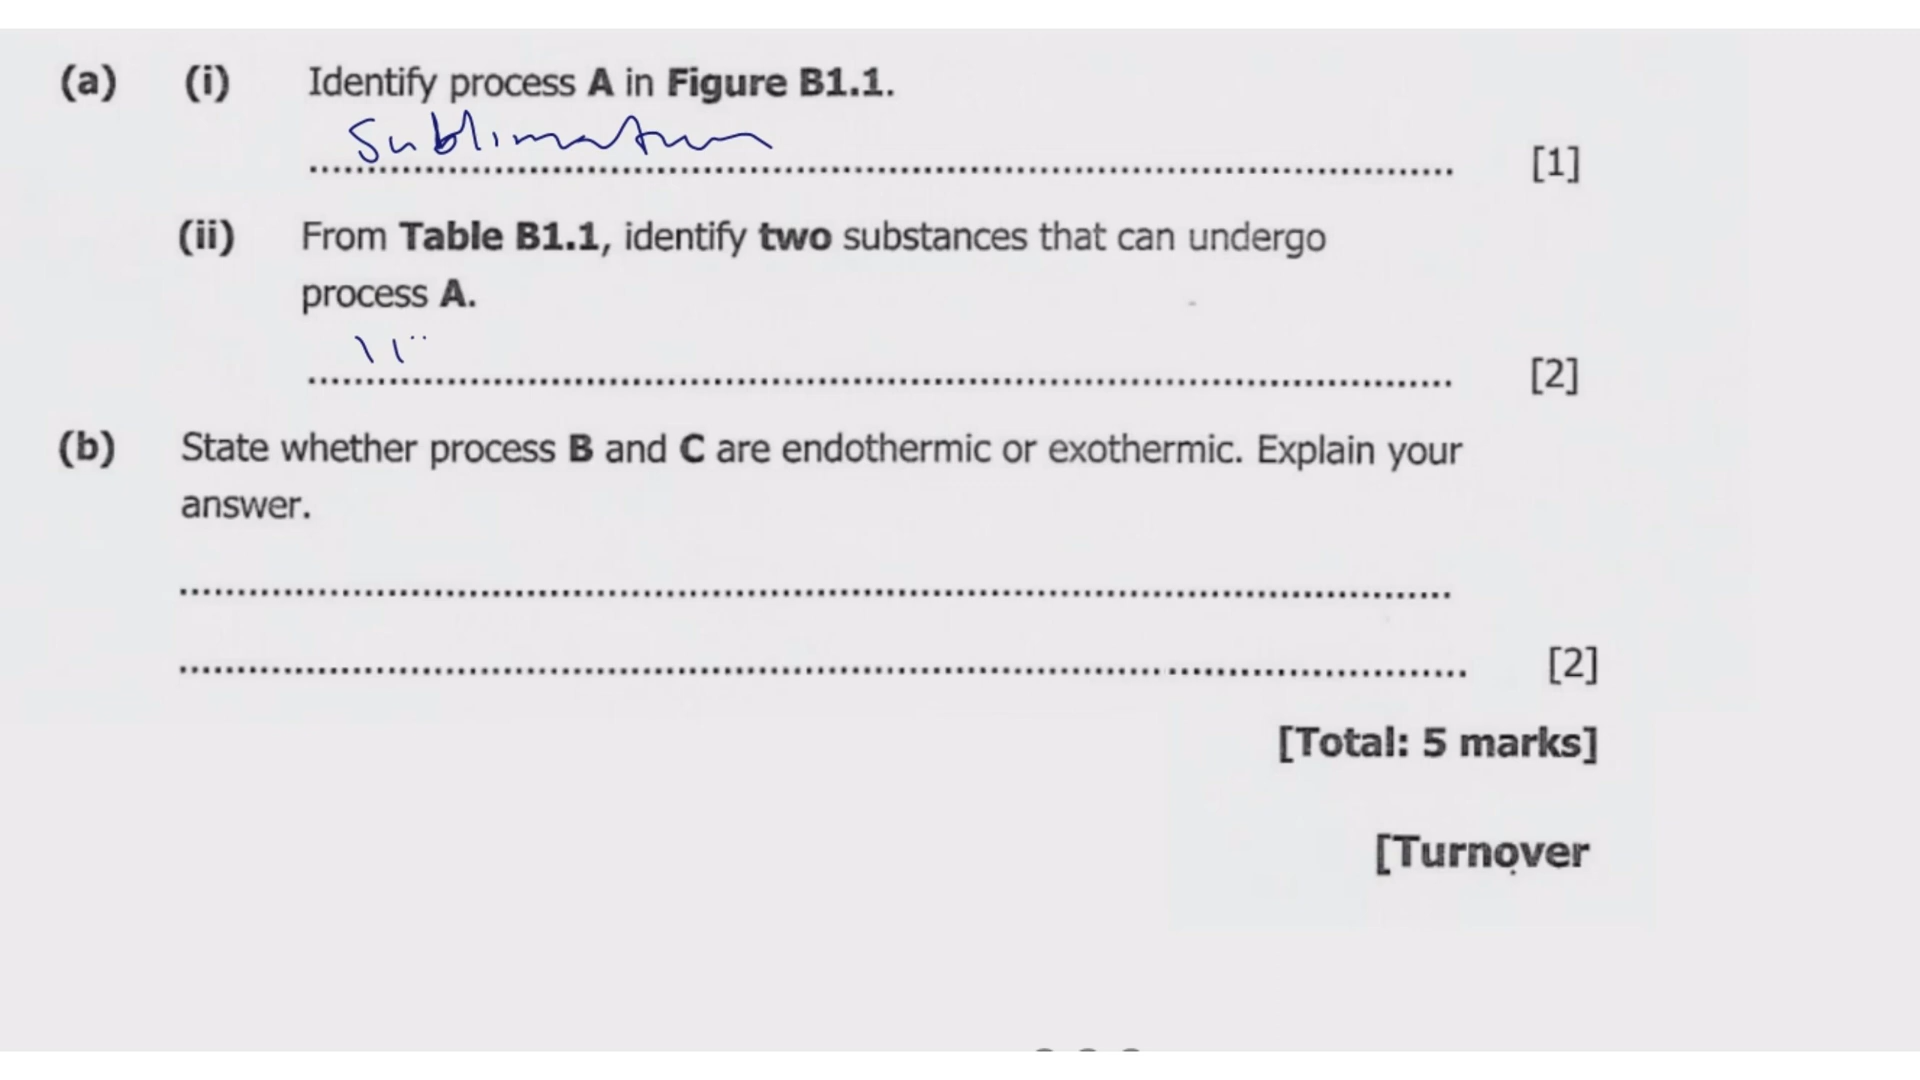 (a) (i) Identify process A in Figure B1.1.
Sublimation
[1]
(ii) From Table B1.1, identify two substances that can undergo
process A.
[2]
(b) State whether process B and C are endothermic or exothermic. Explain your
answer.
[2]
[Total: 5 marks]
[Turnover